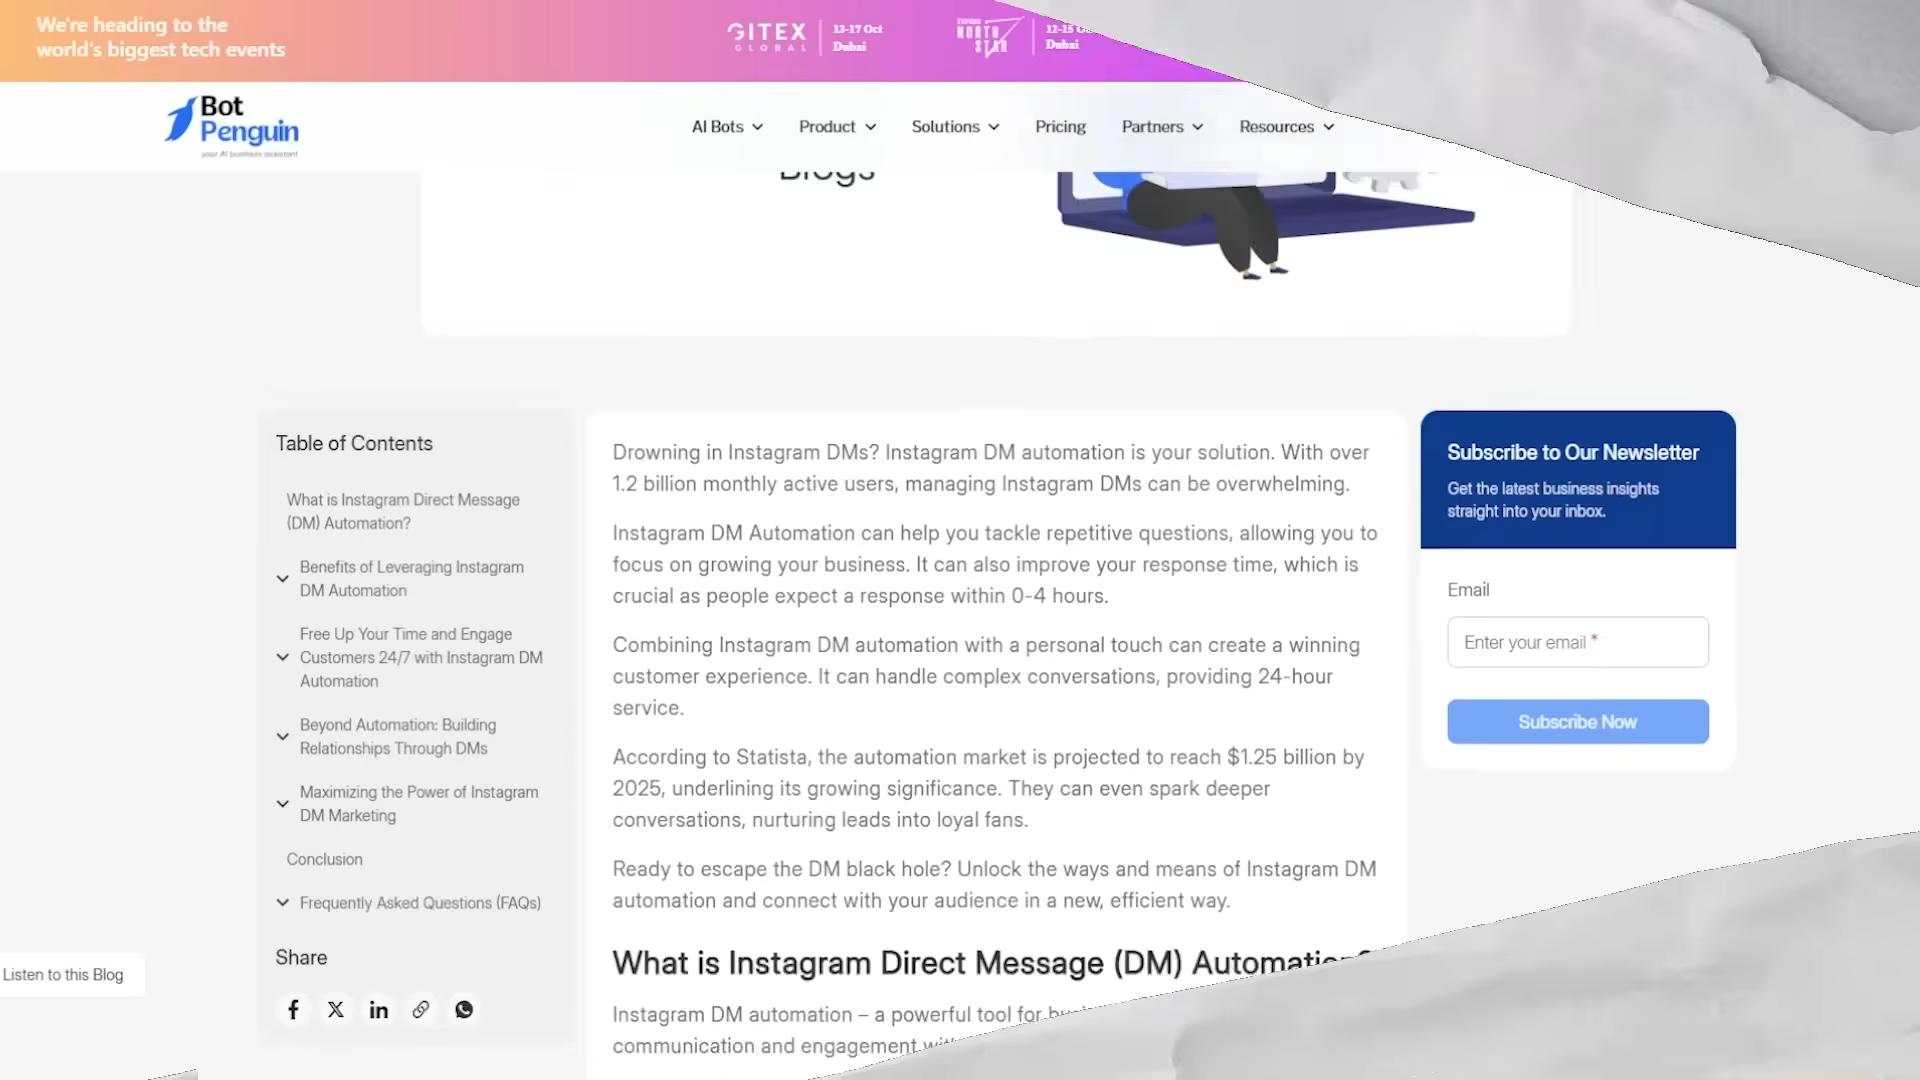 We're heading to the
world's biggest tech events
GITEX
GLOBAL
13-17 Oct
Dubai
EXPAND
NORTH
STAR
12-15
Dubai
Bot
Penguin
your AI business assistant
AI Bots
Product
Solutions
Pricing
Partners
Resources
Blogs
Table of Contents
What is Instagram Direct Message
(DM) Automation?
Benefits of Leveraging Instagram
DM Automation
Free Up Your Time and Engage
Customers 24/7 with Instagram DM
Automation
Beyond Automation: Building
Relationships Through DMs
Maximizing the Power of Instagram
DM Marketing
Conclusion
Frequently Asked Questions (FAQs)
Share
Listen to this Blog
Drowning in Instagram DMs? Instagram DM automation is your solution. With over
1.2 billion monthly active users, managing Instagram DMs can be overwhelming.
Instagram DM Automation can help you tackle repetitive questions, allowing you to
focus on growing your business. It can also improve your response time, which is
crucial as people expect a response within 0-4 hours.
Combining Instagram DM automation with a personal touch can create a winning
customer experience. It can handle complex conversations, providing 24-hour
service.
According to Statista, the automation market is projected to reach $1.25 billion by
2025, underlining its growing significance. They can even spark deeper
conversations, nurturing leads into loyal fans.
Ready to escape the DM black hole? Unlock the ways and means of Instagram DM
automation and connect with your audience in a new, efficient way.
What is Instagram Direct Message (DM) Automation?
Instagram DM automation – a powerful tool for
communication and engagement
Subscribe to Our Newsletter
Get the latest business insights
straight into your inbox.
Email
Enter your email *
Subscribe Now